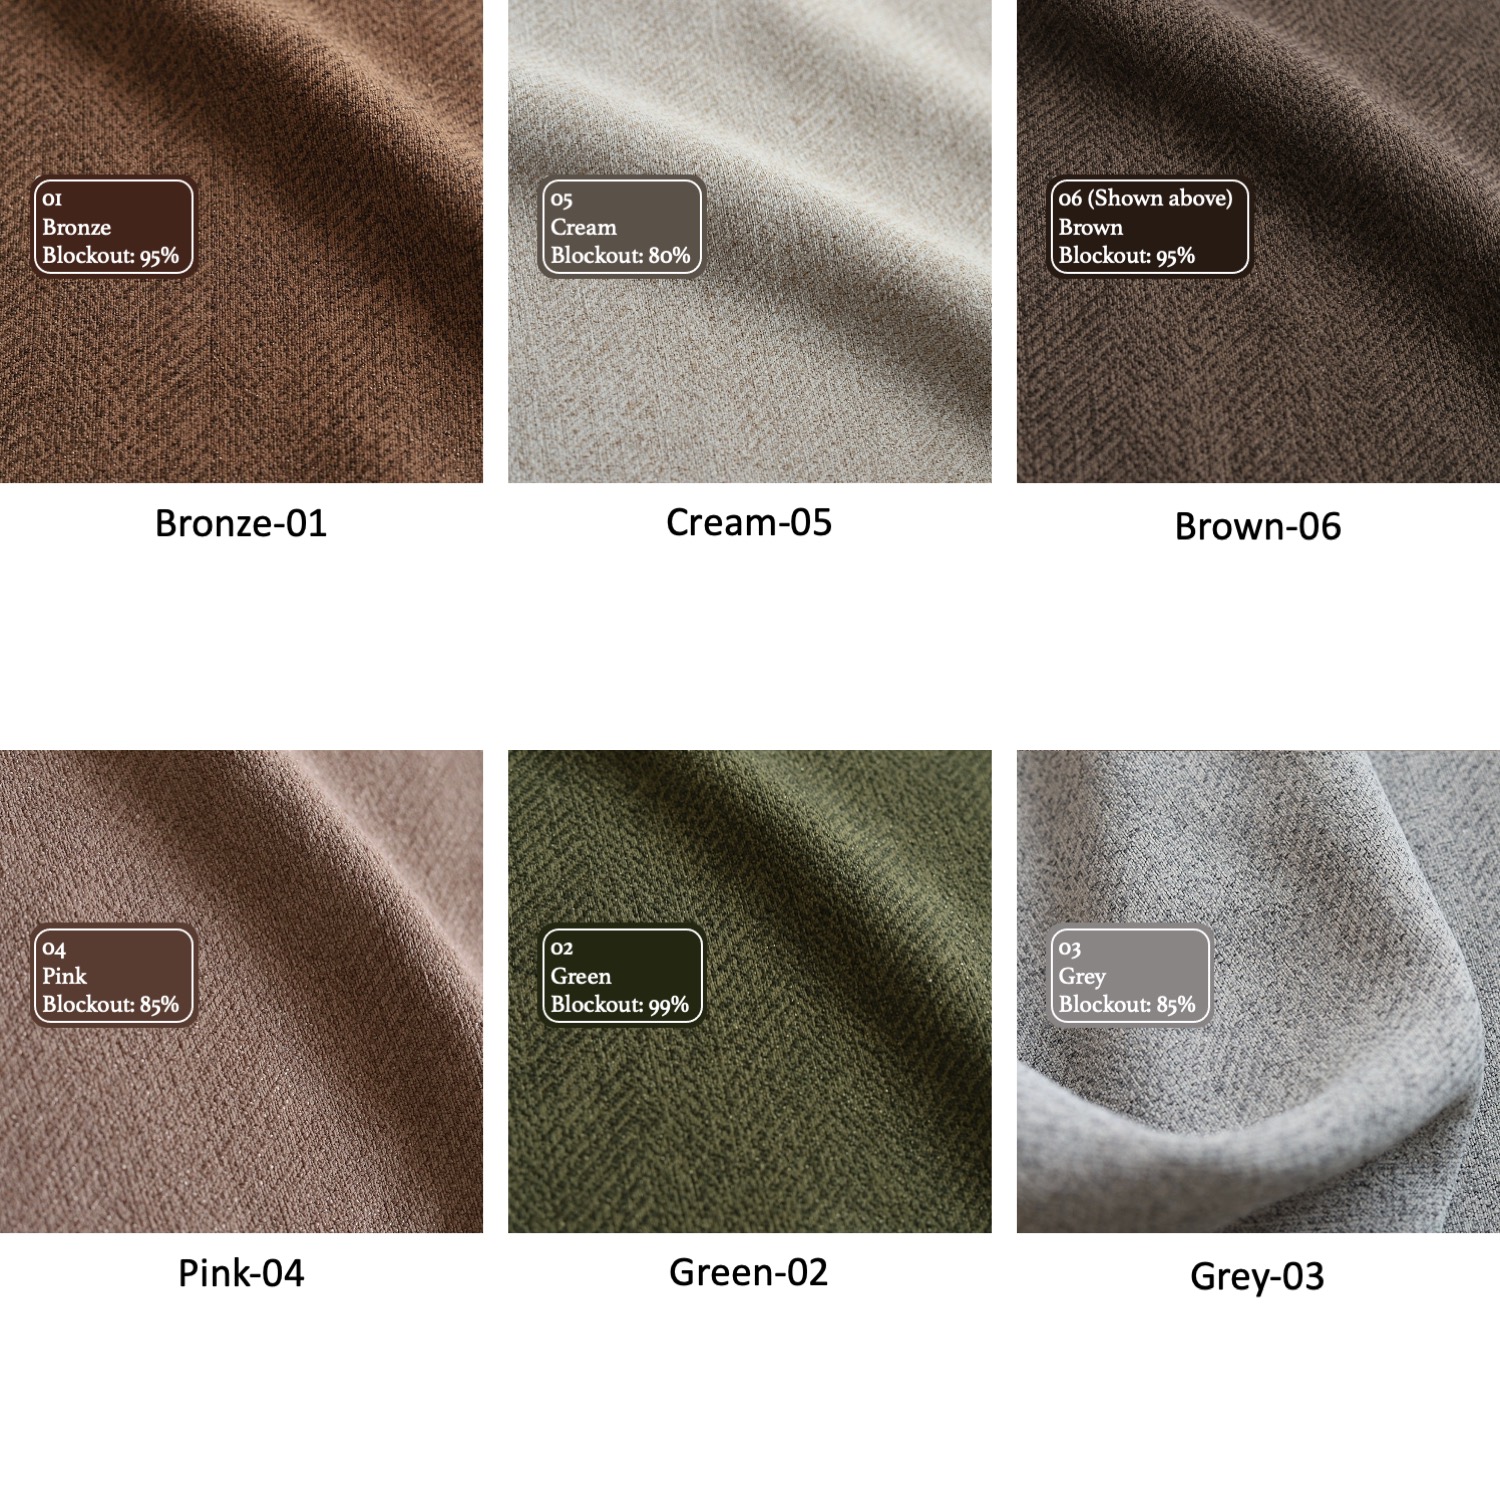 01
Bronze
Blockout: 95%
05
Cream
Blockout: 80%
06 (Shown above)
Brown
Blockout: 95%
Bronze-01
Cream-05
Brown-06
04
Pink
Blockout: 85%
02
Green
Blockout: 99%
03
Grey
Blockout: 85%
Pink-04
Green-02
Grey-03